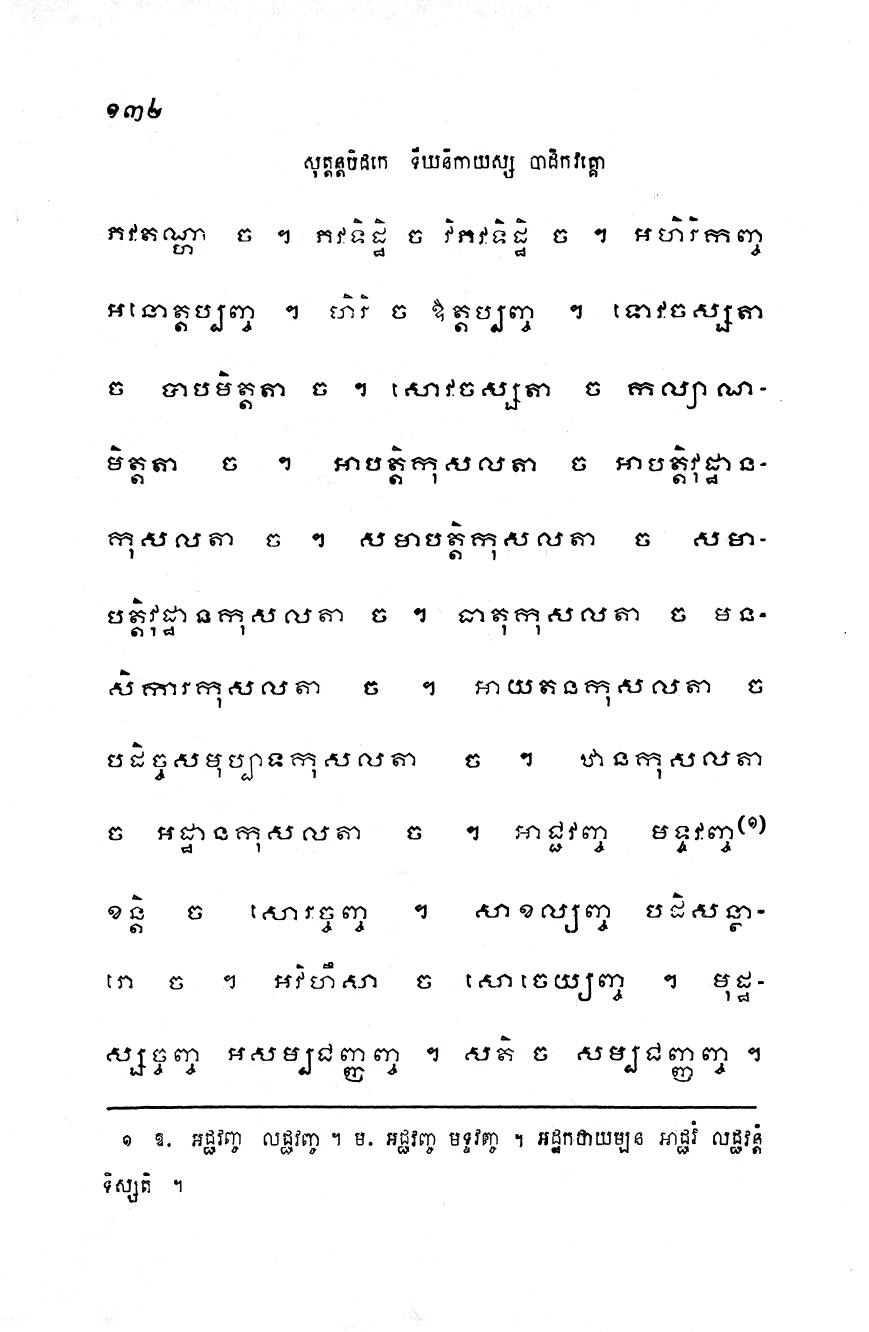 ១៣២
សុត្តន្តបិដកេ ទីឃនិកាយស្ស បាដិកវគ្គោ
ភវតណ្ហា ច ។ ភវទិដ្ឋិ ច វិភវទិដ្ឋិ ច ។ អហិរិកញ្ច
អនោត្តប្បញ្ច ។ ហិរិ ច ឱត្តប្បញ្ច ។ ទោវចស្សតា
ច បាបមិត្តតា ច ។ សោវចស្សតា ច កល្យាណ-
មិត្តតា ច ។ អាបត្តិកុសលតា ច អាបត្តិវុដ្ឋាន-
កុសលតា ច ។ សមាបត្តិកុសលតា ច សមា-
បត្តិវុដ្ឋានកុសលតា ច ។ ធាតុកុសលតា ច មន-
សិការកុសលតា ច ។ អាយតនកុសលតា ច
បដិច្ចសមុប្បាទកុសលតា ច ។ ឋានកុសលតា
ច អដ្ឋានកុសលតា ច ។ អាជ្ជវញ្ច មទ្ទវញ្ច(១)
ខន្តិ ច សោរច្ចញ្ច ។ សាខល្យញ្ច បដិសន្ថា-
រោ ច ។ អវិហឹសា ច សោចេយ្យញ្ច ។ មុដ្ឋ-
ស្សច្ចញ្ច អសម្បជញ្ញញ្ច ។ សតិ ច សម្បជញ្ញញ្ច ។
១ ឱ. អជ្ជវញ្ច លជ្ជវញ្ច ។ ម. អជ្ជវញ្ច មទ្ទវញ្ច ។ អដ្ឋកថាយម្បន អាជ្ជវំ លជ្ជវន្តំ
ទិស្សតិ ។